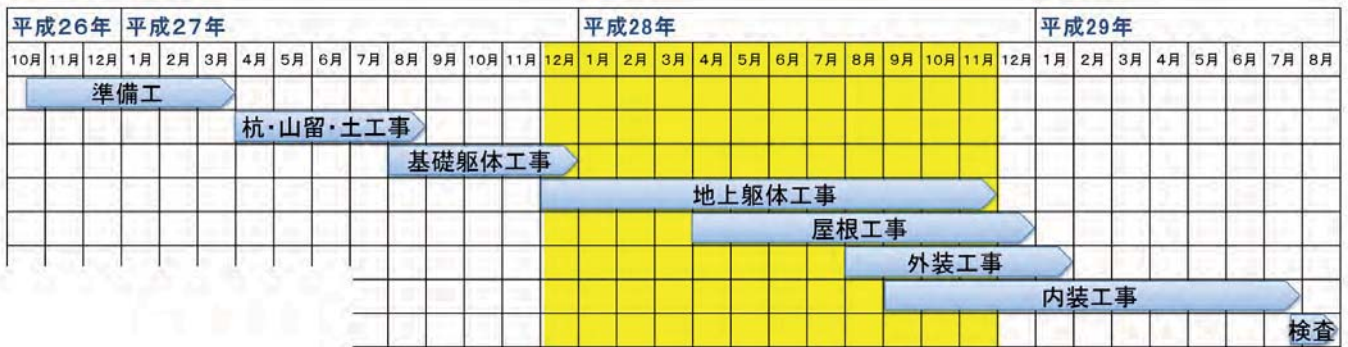 平成26年 平成27年 平成28年 平成29年
10月 11月 12月 1月 2月 3月 4月 5月 6月 7月 8月 9月 10月 11月 12月 1月 2月 3月 4月 5月 6月 7月 8月 9月 10月 11月 12月 1月 2月 3月 4月 5月 6月 7月 8月
準備工
杭・山留・土工事
基礎躯体工事
地上躯体工事
屋根工事
外装工事
内装工事
検査